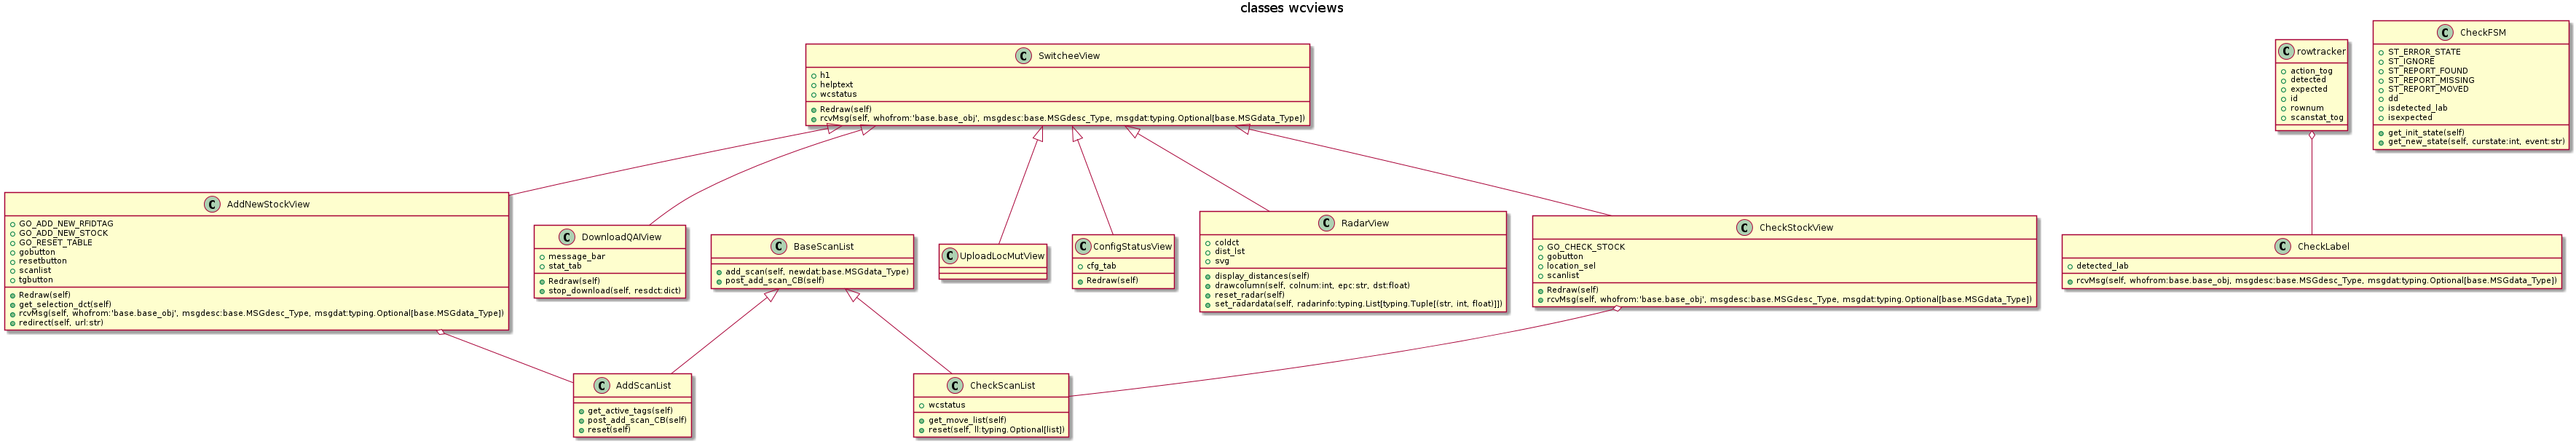 classes wcviews
C SwitcheeView
h1
helptext
wcstatus
Redraw(self)
rcvMsg(self, whofrom:'base.base_obj', msgdesc:base.MSGdesc_Type, msgdat:typing.Optional[base.MSGdata_Type])
C rowtracker
action_tog
detected
expected
id
rownum
scanstat_tog
C CheckFSM
ST_ERROR_STATE
ST_IGNORE
ST_REPORT_FOUND
ST_REPORT_MISSING
ST_REPORT_MOVED
dd
isdetected_lab
isexpected
get_init_state(self)
get_new_state(self, curstate:int, event:str)
C AddNewStockView
GO_ADD_NEW_RFIDTAG
GO_ADD_NEW_STOCK
GO_RESET_TABLE
gobutton
resetbutton
scanlist
tgbutton
Redraw(self)
get_selection_dct(self)
rcvMsg(self, whofrom:'base.base_obj', msgdesc:base.MSGdesc_Type, msgdat:typing.Optional[base.MSGdata_Type])
redirect(self, url:str)
C DownloadQAIView
message_bar
stat_tab
Redraw(self)
stop_download(self, resdct:dict)
C BaseScanList
add_scan(self, newdat:base.MSGdata_Type)
post_add_scan_CB(self)
C UploadLocMutView
C ConfigStatusView
cfg_tab
Redraw(self)
C RadarView
coldct
dist_lst
svg
display_distances(self)
drawcolumn(self, colnum:int, epc:str, dst:float)
reset_radar(self)
set_radardata(self, radarinfo:typing.List[typing.Tuple[(str, int, float)]])
C CheckStockView
GO_CHECK_STOCK
gobutton
location_sel
scanlist
Redraw(self)
rcvMsg(self, whofrom:'base.base_obj', msgdesc:base.MSGdesc_Type, msgdat:typing.Optional[base.MSGdata_Type])
C CheckLabel
detected_lab
rcvMsg(self, whofrom:base.base_obj, msgdesc:base.MSGdesc_Type, msgdat:typing.Optional[base.MSGdata_Type])
C AddScanList
get_active_tags(self)
post_add_scan_CB(self)
reset(self)
C CheckScanList
wcstatus
get_move_list(self)
reset(self, ll:typing.Optional[list])